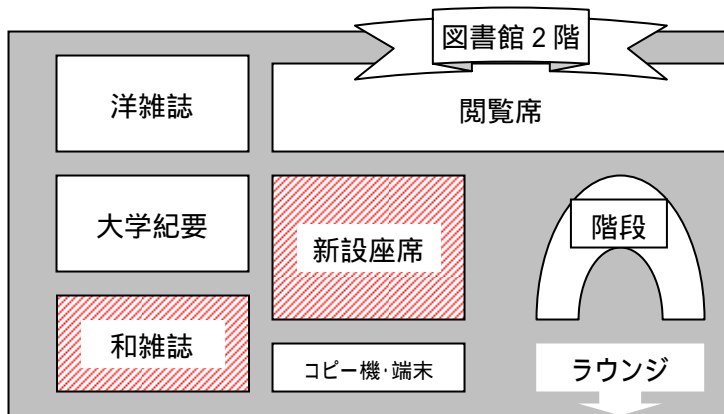 図書館２階
洋雑誌
閲覧席
大学紀要
新設座席
階段
和雑誌
コピー機･端末
ラウンジ